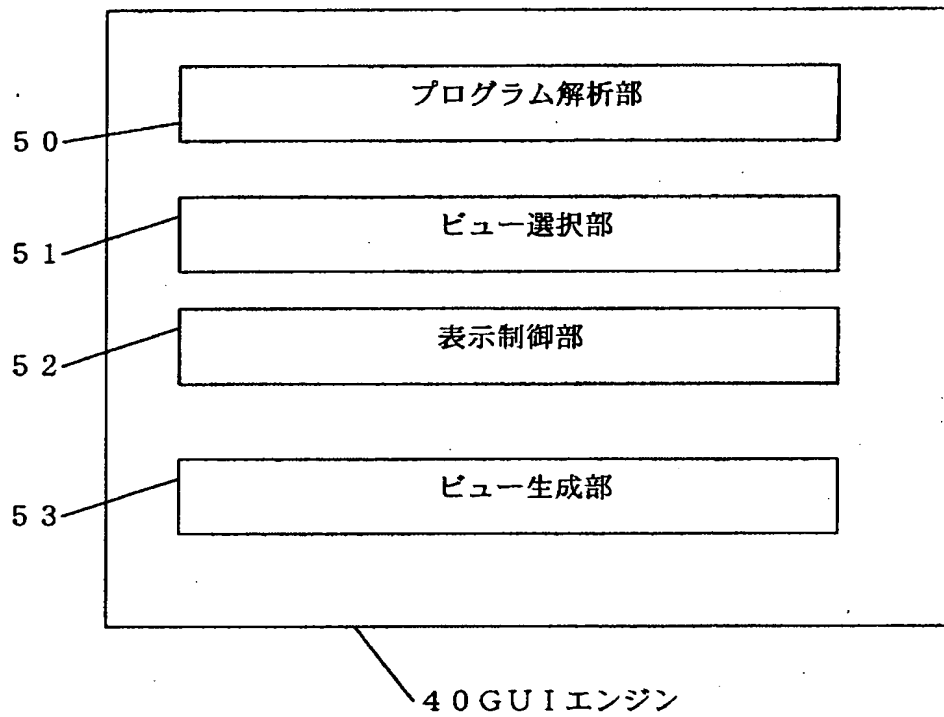 プログラム解析部
５０
ビュー選択部
５１
表示制御部
５２
ビュー生成部
５３
４０ＧＵＩエンジン